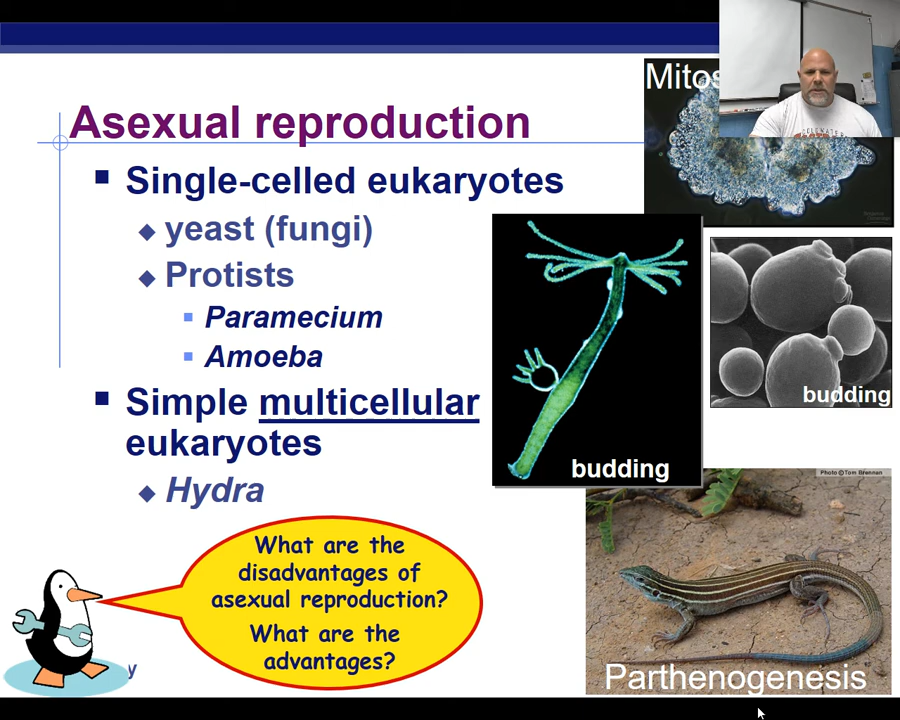 Asexual reproduction
Single-celled eukaryotes
yeast (fungi)
Protists
Paramecium
Amoeba
Simple multicellular
eukaryotes
Hydra
What are the
disadvantages of
asexual reproduction?
What are the
advantages?
y
budding
budding
Photo ©Tom Brennan
Parthenogenesis